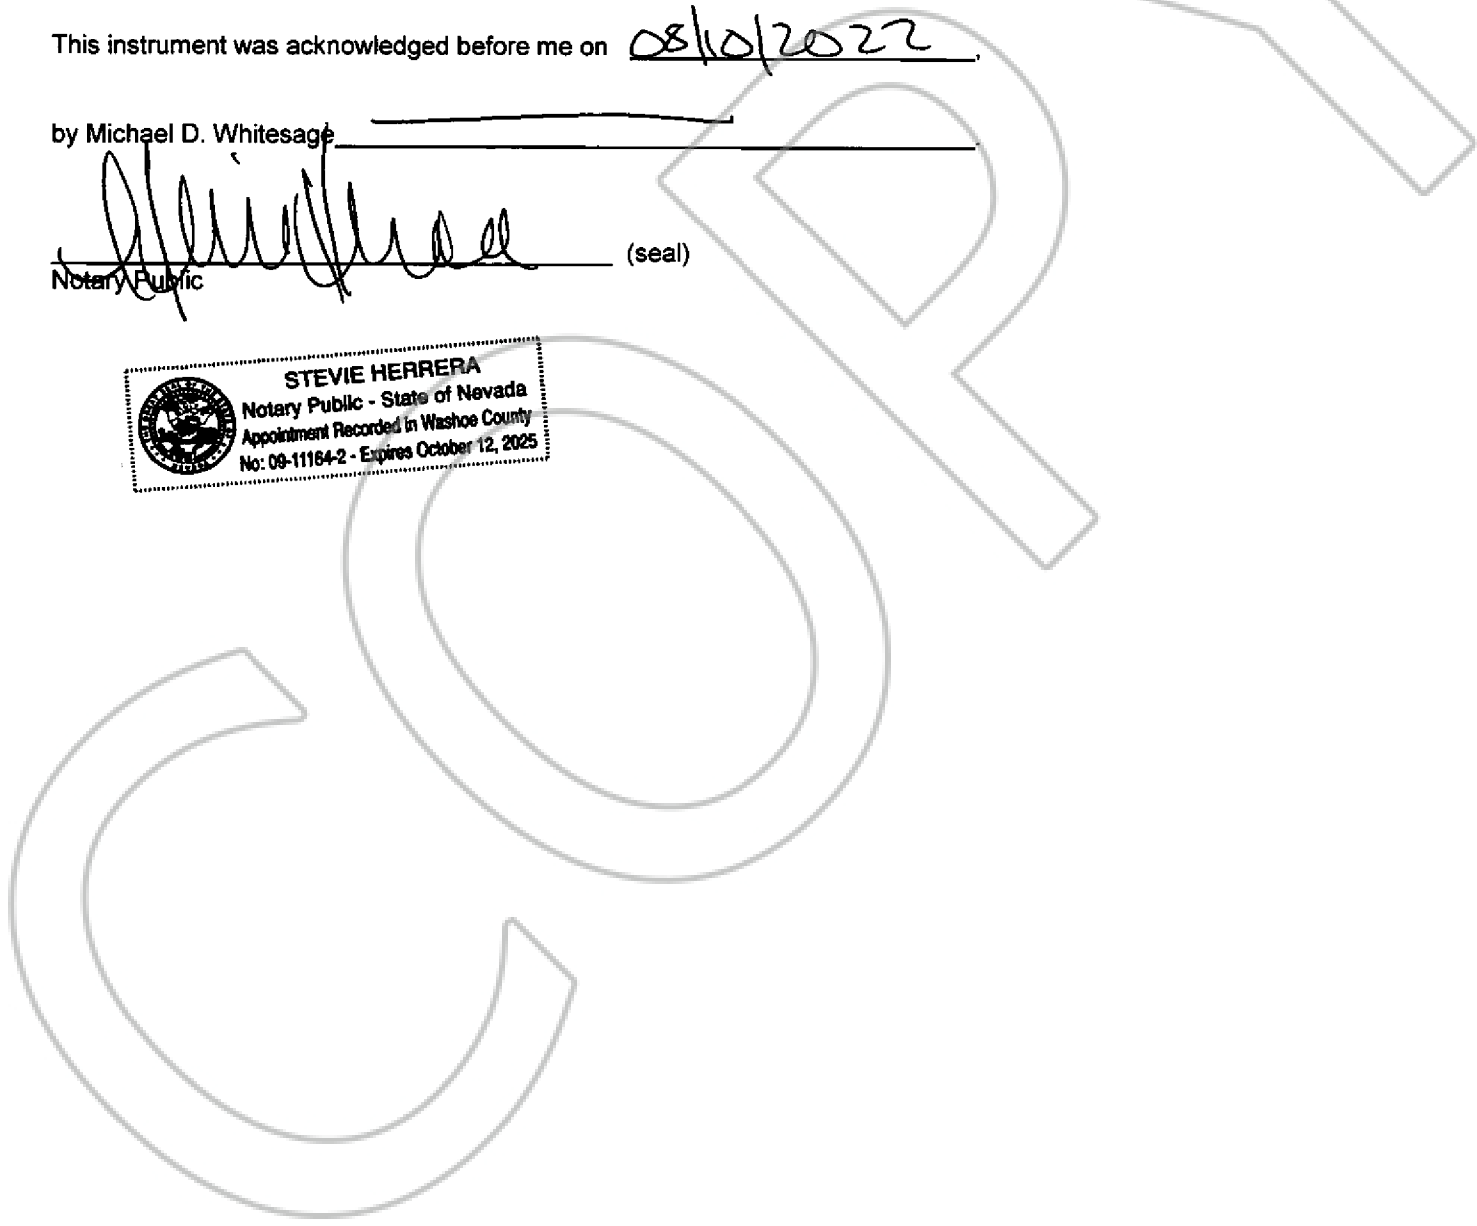 This instrument was acknowledged before me on 08/10/2022.
by Michael D. Whitesage
(seal)
Notary Public
STEVIE HERRERA
Notary Public - State of Nevada
Appointment Recorded in Washoe County
No: 09-11164-2 - Expires October 12, 2025
COPY